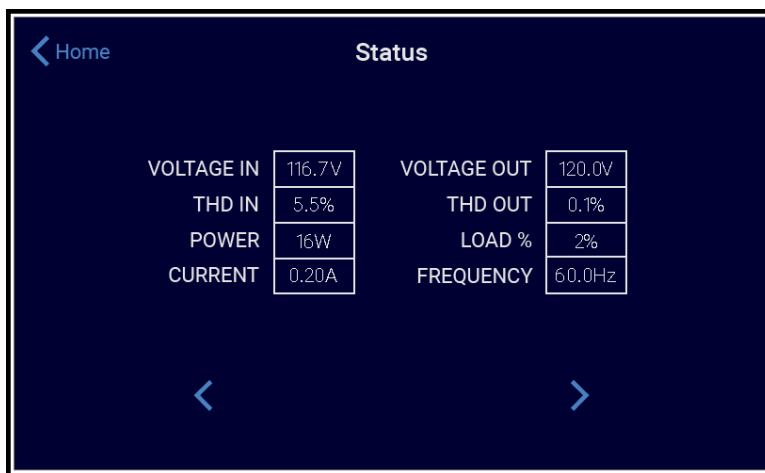 Home
Status
VOLTAGE IN 116.7V VOLTAGE OUT 120.0V
THD IN 5.5% THD OUT 0.1%
POWER 16W LOAD % 2%
CURRENT 0.20A FREQUENCY 60.0Hz